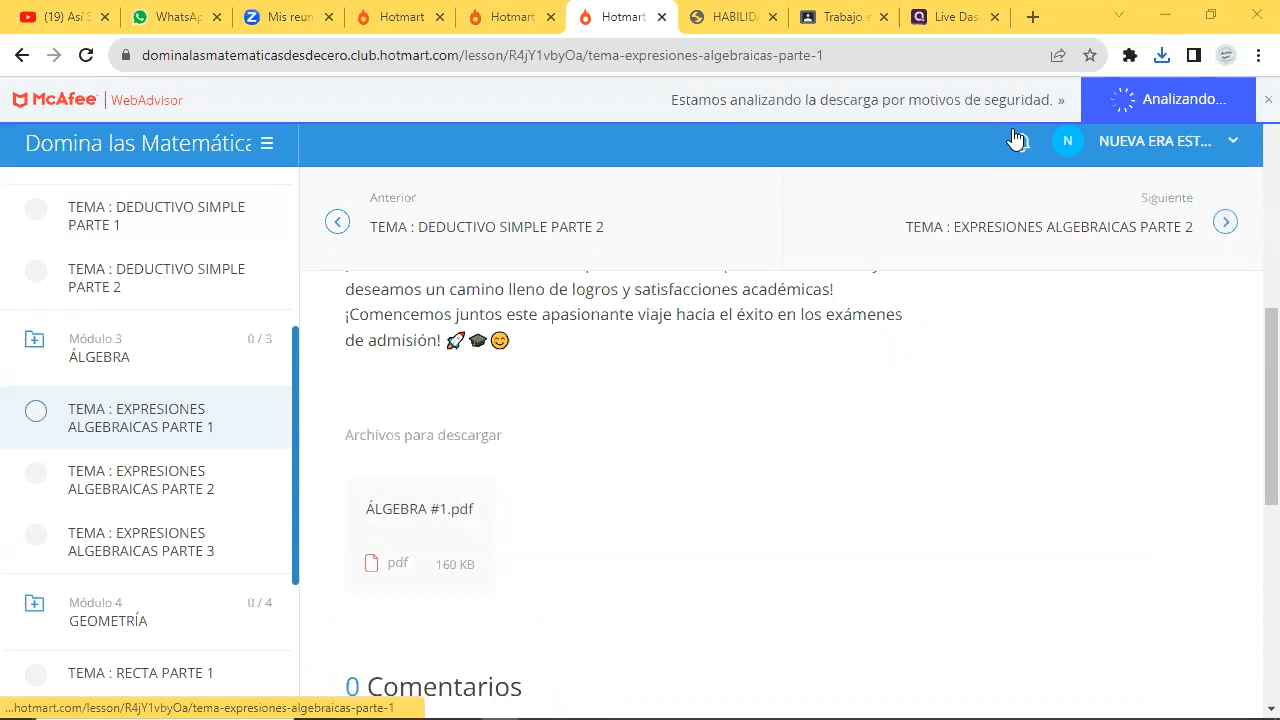 (19) Así S
WhatsAp
Mis reun
Hotmart
Hotmart
Hotmart
HABILID
Trabajo e
Live Das
dominalasmatematicasdesdecero.club.hotmart.com/lesson/R4jY1vbyOa/tema-expresiones-algebraicas-parte-1
McAfee | WebAdvisor
Estamos analizando la descarga por motivos de seguridad. »
Analizando...
Domina las Matemática
N
NUEVA ERA EST...
Anterior
TEMA : DEDUCTIVO SIMPLE PARTE 2
Siguiente
TEMA : EXPRESIONES ALGEBRAICAS PARTE 2
TEMA : DEDUCTIVO SIMPLE
PARTE 1
TEMA : DEDUCTIVO SIMPLE
PARTE 2
Módulo 3
0 / 3
ÁLGEBRA
TEMA : EXPRESIONES
ALGEBRAICAS PARTE 1
TEMA : EXPRESIONES
ALGEBRAICAS PARTE 2
TEMA : EXPRESIONES
ALGEBRAICAS PARTE 3
Módulo 4
0 / 4
GEOMETRÍA
TEMA : RECTA PARTE 1
deseamos un camino lleno de logros y satisfacciones académicas!
¡Comencemos juntos este apasionante viaje hacia el éxito en los exámenes
de admisión! 🚀🎓😊
Archivos para descargar
ÁLGEBRA #1.pdf
pdf
160 KB
0 Comentarios
...hotmart.com/lesson/R4jY1vbyOa/tema-expresiones-algebraicas-parte-1